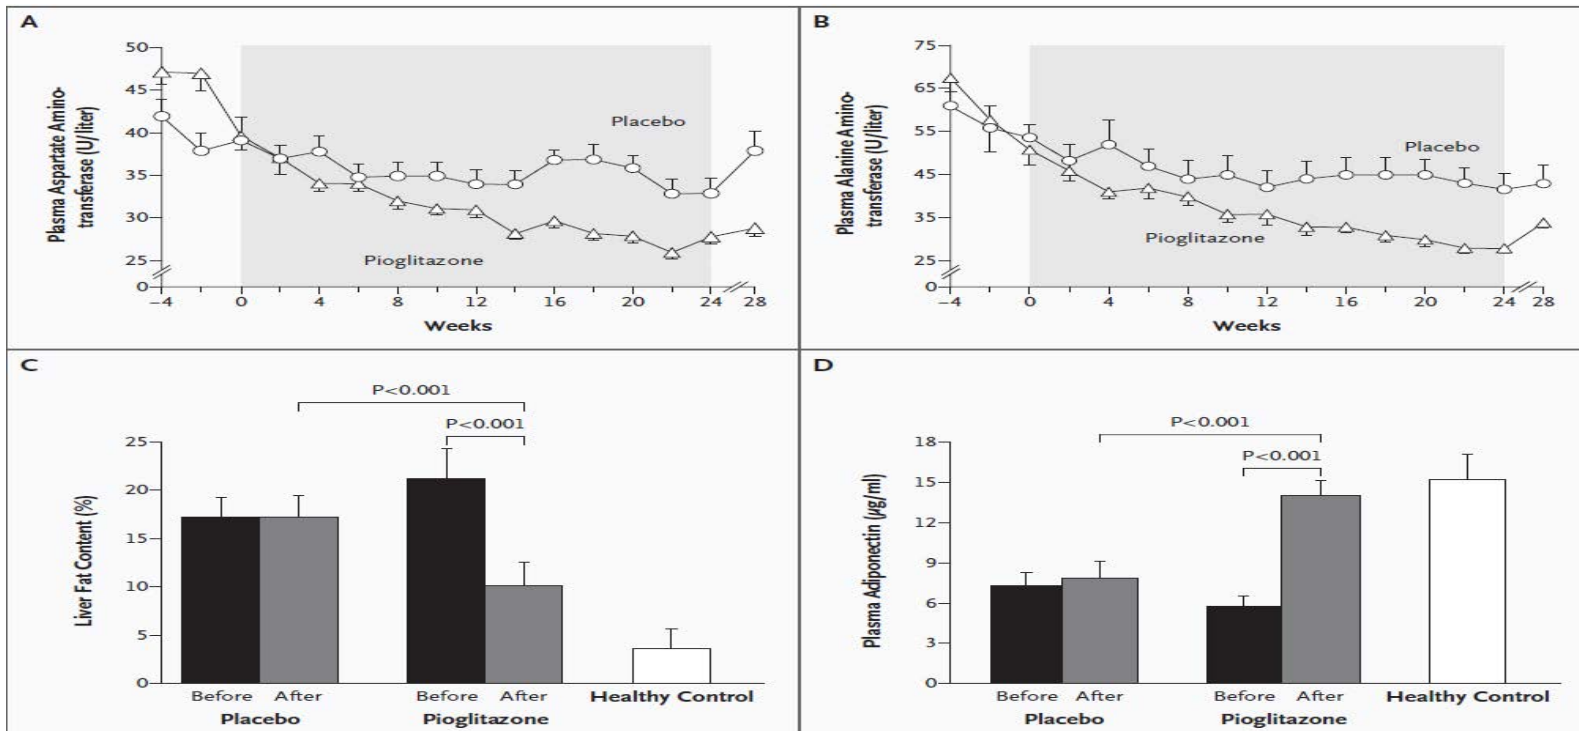 A
Plasma Aspartate Amino-
transferase (U/liter)
50
45
40
35
30
25
0
Placebo
Pioglitazone
−4 0 4 8 12 16 20 24 28
Weeks
B
Plasma Alanine Amino-
transferase (U/liter)
75
65
55
45
35
25
0
Placebo
Pioglitazone
−4 0 4 8 12 16 20 24 28
Weeks
C
Liver Fat Content (%)
25
20
15
10
5
0
P<0.001
P<0.001
Before After Before After Healthy Control
Placebo Pioglitazone
D
Plasma Adiponectin (µg/ml)
18
15
12
9
6
3
0
P<0.001
P<0.001
Before After Before After Healthy Control
Placebo Pioglitazone